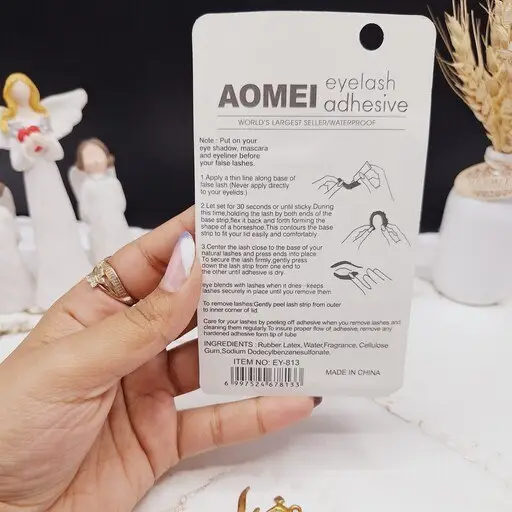 AOMEI eyelash adhesive
WORLD'S LARGEST SELLER/WATERPROOF
Note : Put on your
eye shadow, mascara
and eyeliner before
your false lashes.
1.Apply a thin line along base of
false lash (Never apply directly
to your eyelids.)
2.Let set for 30 seconds or until sticky.During
this time,holding the lash by both ends of the
base strip,flex it back and forth forming the
shape of a horseshoe.This contours the base
strip to fit your lid easily and comfortably
3.Center the lash close to the base of your
natural lashes and press ends into place
To secure the lash firmly,gently press
down the lash strip from one end to
the other until adhesive is dry.
eye blends with lashes when it dries : keeps
lashes securely in place until you remove them
To remove lashes:Gently peel lash strip from outer
to inner corner of lid.
Care for your lashes by peeling off adhesive when you remove lashes and
cleaning them regularly.To insure proper flow of adhesive, remove any
hardened adhesive form tip of tube
INGREDIENTS : Rubber Latex, Water,Fragrance, Cellulose
Gum,Sodium Dodecylbenzenesulfonate.
ITEM NO: EY-813
6 997524 678133
MADE IN CHINA